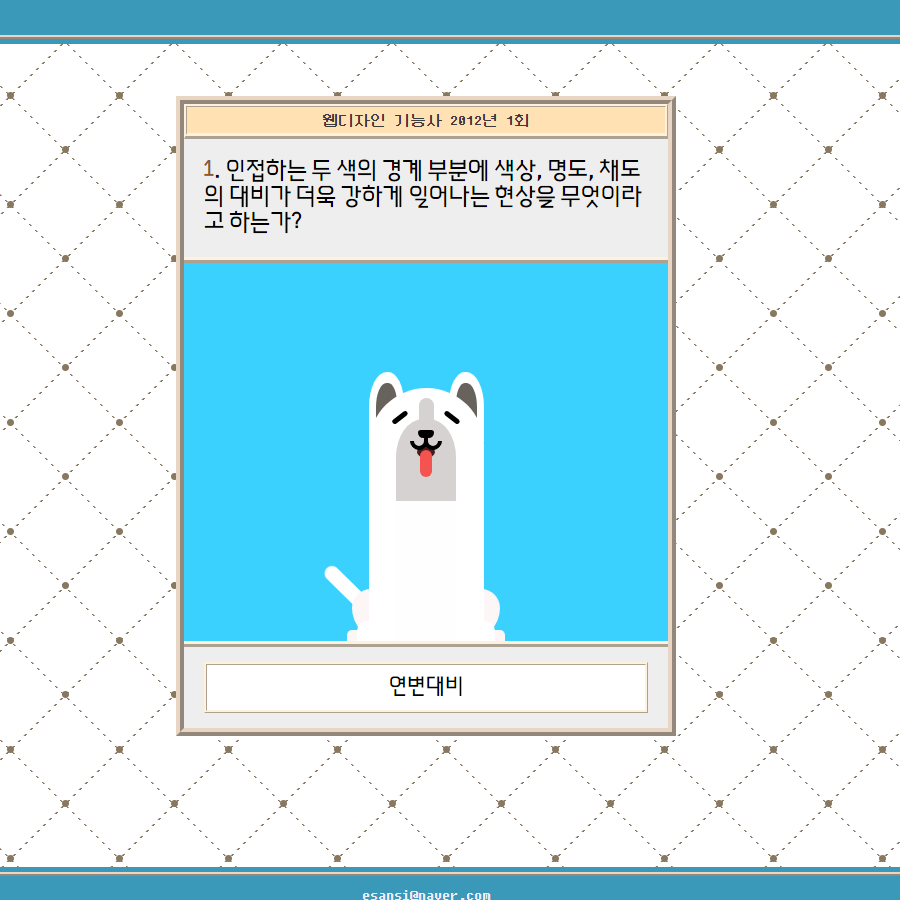 웹디자인 기능사 2012년 1회
1. 인접하는 두 색의 경계 부분에 색상, 명도, 채도
의 대비가 더욱 강하게 일어나는 현상을 무엇이라
고 하는가?
연변대비
esansi@naver.com